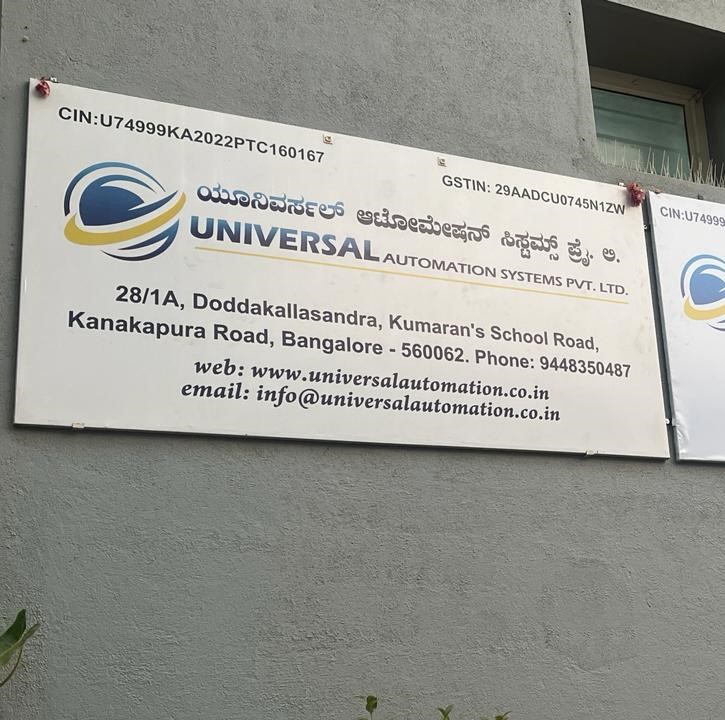 CIN:U74999KA2022PTC160167
GSTIN: 29AADCU0745N1ZW
ಯೂನಿವರ್ಸಲ್ ಆಟೋಮೇಷನ್ ಸಿಸ್ಟಮ್ಸ್ ಪ್ರೈ. ಲಿ.
UNIVERSAL AUTOMATION SYSTEMS PVT. LTD.
28/1A, Doddakallasandra, Kumaran's School Road,
Kanakapura Road, Bangalore - 560062. Phone: 9448350487
web: www.universalautomation.co.in
email: info@universalautomation.co.in
CIN:U74999